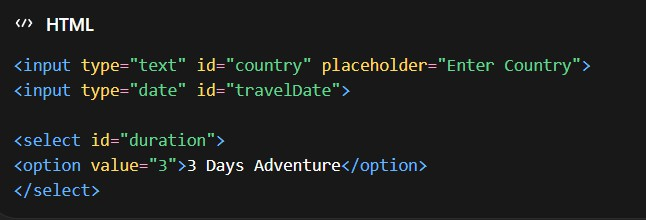 </> HTML
<input type="text" id="country" placeholder="Enter Country">
<input type="date" id="travelDate">
<select id="duration">
<option value="3">3 Days Adventure</option>
</select>